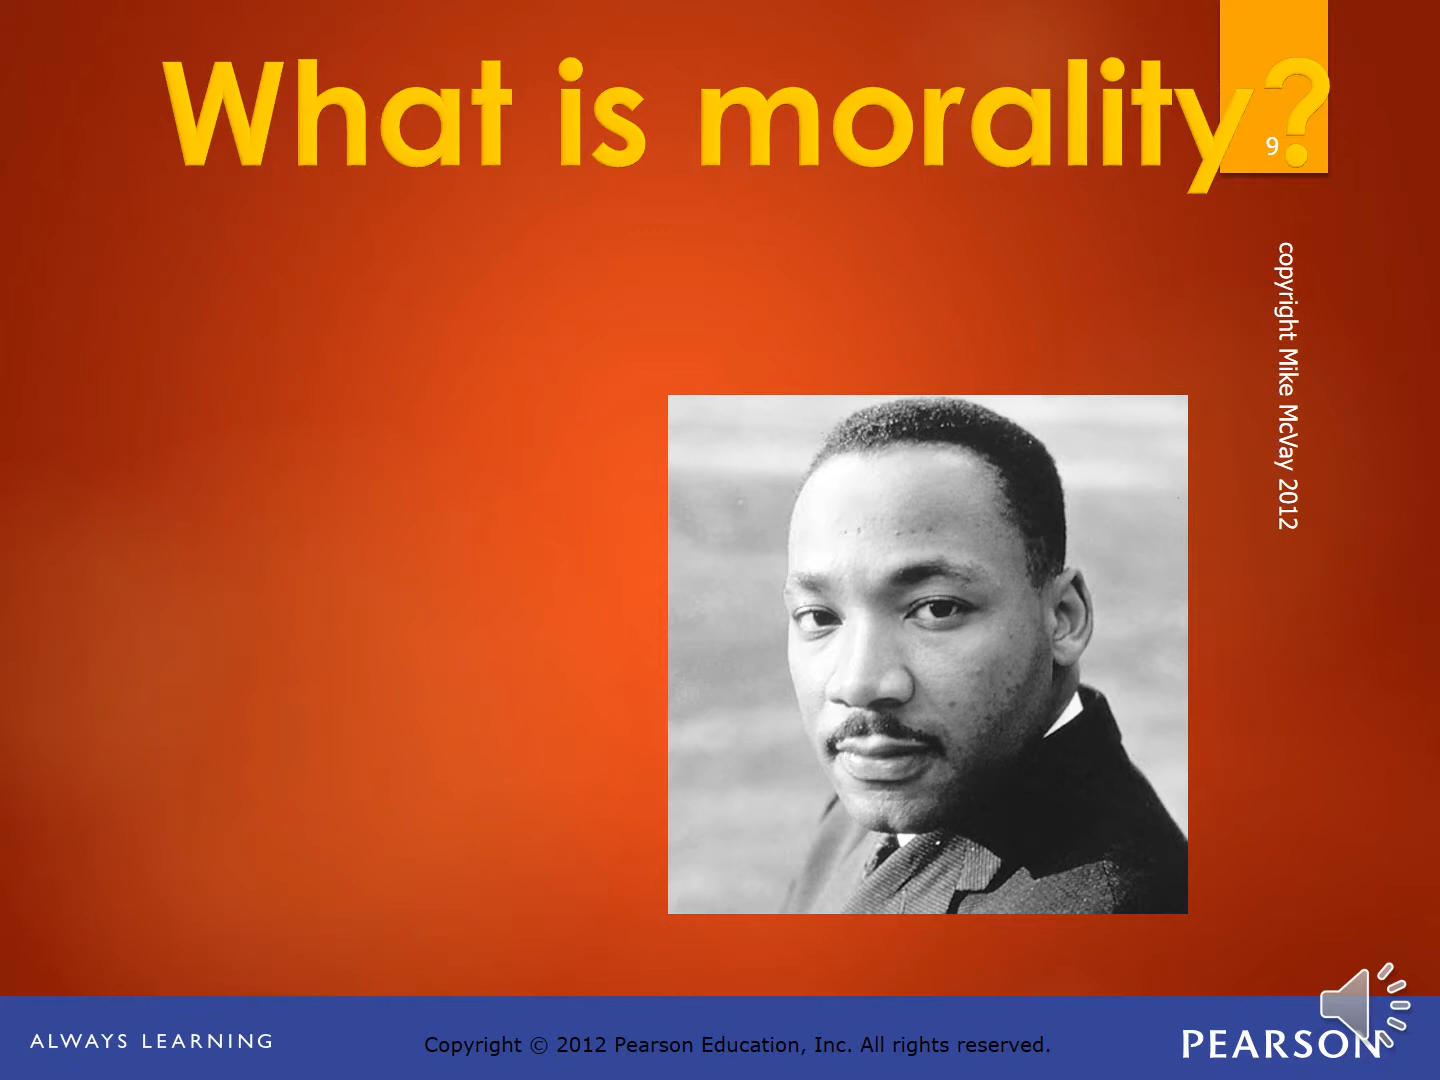 What is morality?
9
copyright Mike McVay 2012
ALWAYS LEARNING
Copyright © 2012 Pearson Education, Inc. All rights reserved.
PEARSON